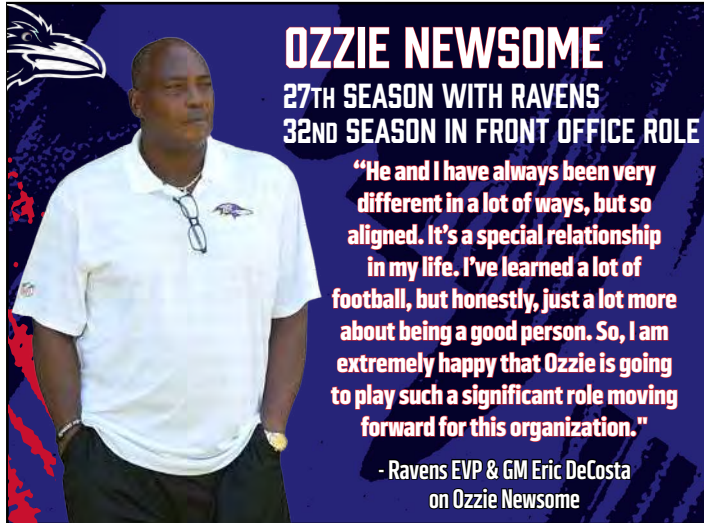 OZZIE NEWSOME
27TH SEASON WITH RAVENS
32ND SEASON IN FRONT OFFICE ROLE
“He and I have always been very
different in a lot of ways, but so
aligned. It’s a special relationship
in my life. I’ve learned a lot of
football, but honestly, just a lot more
about being a good person. So, I am
extremely happy that Ozzie is going
to play such a significant role moving
forward for this organization."
- Ravens EVP & GM Eric DeCosta
on Ozzie Newsome